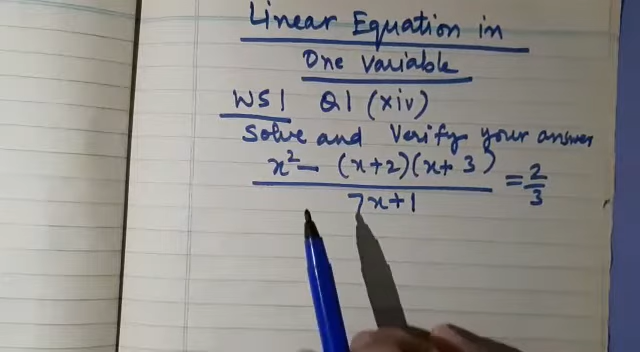 Linear Equation in
One Variable
WS1 Q1 (xiv)
Solve and Verify your answer
x² - (x+2)(x+3) / 7x+1 = 2/3